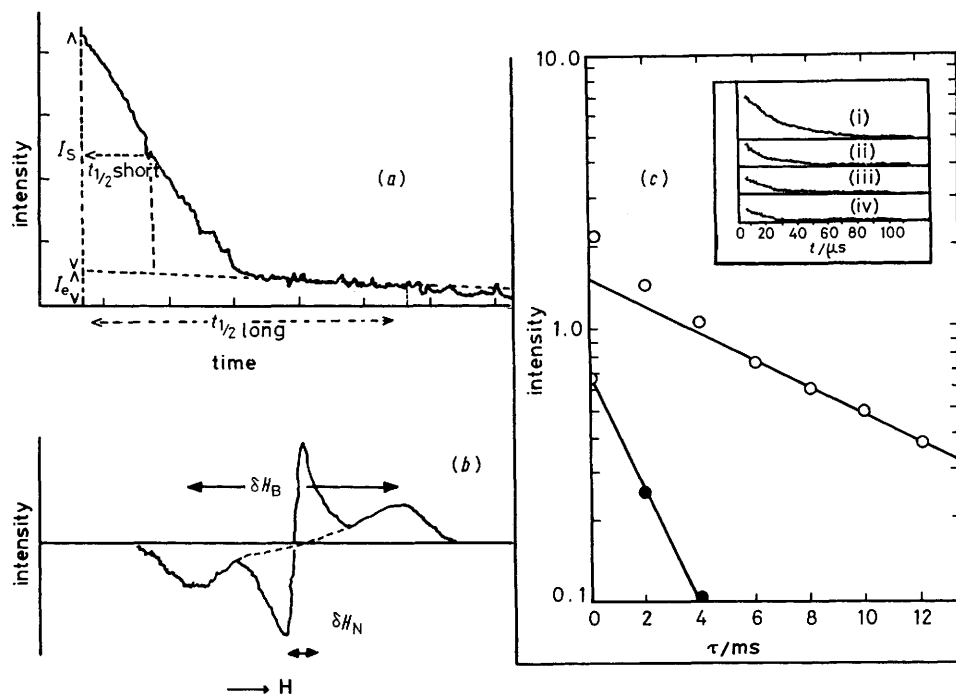 intensity
I_S
t_1/2 short
(a)
I_e
t_1/2 long
time
intensity
(b)
δH_B
δH_N
→ H
10.0
1.0
0.1
intensity
(c)
(i)
(ii)
(iii)
(iv)
0 20 40 60 80 100
t/μs
0 2 4 6 8 10 12
τ/ms